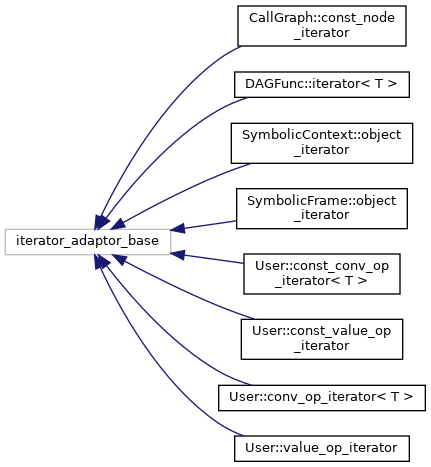 CallGraph::const_node
_iterator
DAGFunc::iterator< T >
SymbolicContext::object
_iterator
SymbolicFrame::object
_iterator
iterator_adaptor_base
User::const_conv_op
_iterator< T >
User::const_value_op
_iterator
User::conv_op_iterator< T >
User::value_op_iterator